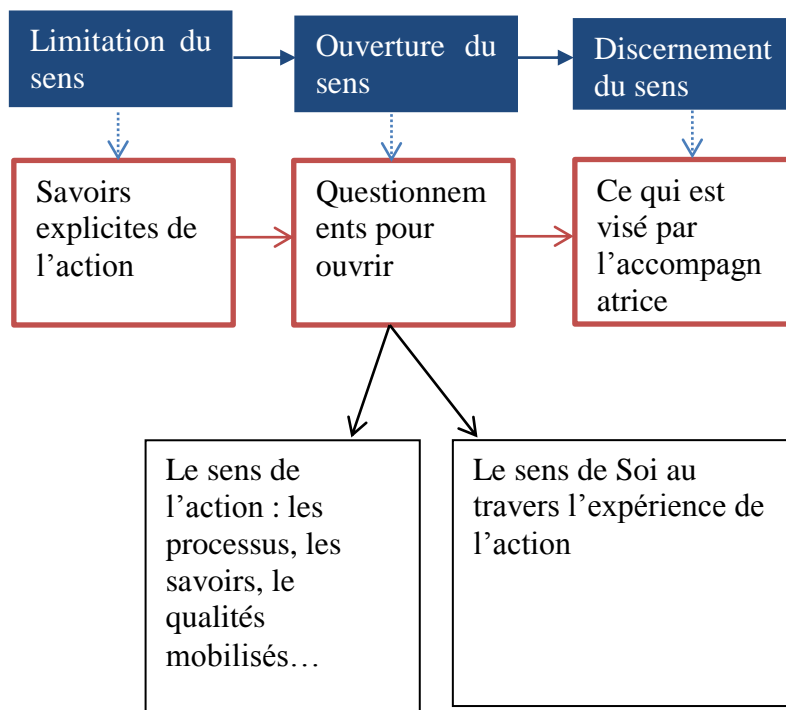 Limitation du
sens
Ouverture du
sens
Discernement
du sens
Savoirs
explicites de
l’action
Questionnem
ents pour
ouvrir
Ce qui est
visé par
l’accompagn
atrice
Le sens de
l’action : les
processus, les
savoirs, le
qualités
mobilisés…
Le sens de Soi au
travers l’expérience de
l’action